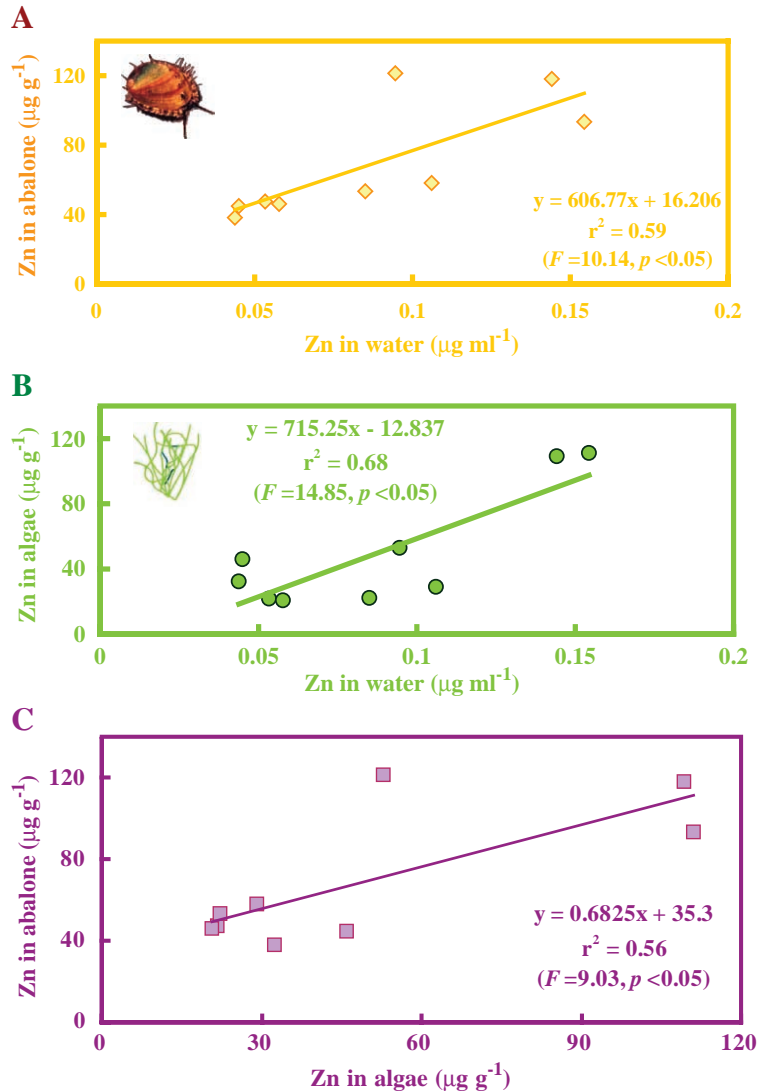 A
Zn in abalone (μg g⁻¹)
120
80
40
0
y = 606.77x + 16.206
r² = 0.59
(F =10.14, p <0.05)
0
0.05
0.1
0.15
0.2
Zn in water (μg ml⁻¹)
B
Zn in algae (μg g⁻¹)
120
80
40
0
y = 715.25x - 12.837
r² = 0.68
(F =14.85, p <0.05)
0
0.05
0.1
0.15
0.2
Zn in water (μg ml⁻¹)
C
Zn in abalone (μg g⁻¹)
120
80
40
0
y = 0.6825x + 35.3
r² = 0.56
(F =9.03, p <0.05)
0
30
60
90
120
Zn in algae (μg g⁻¹)